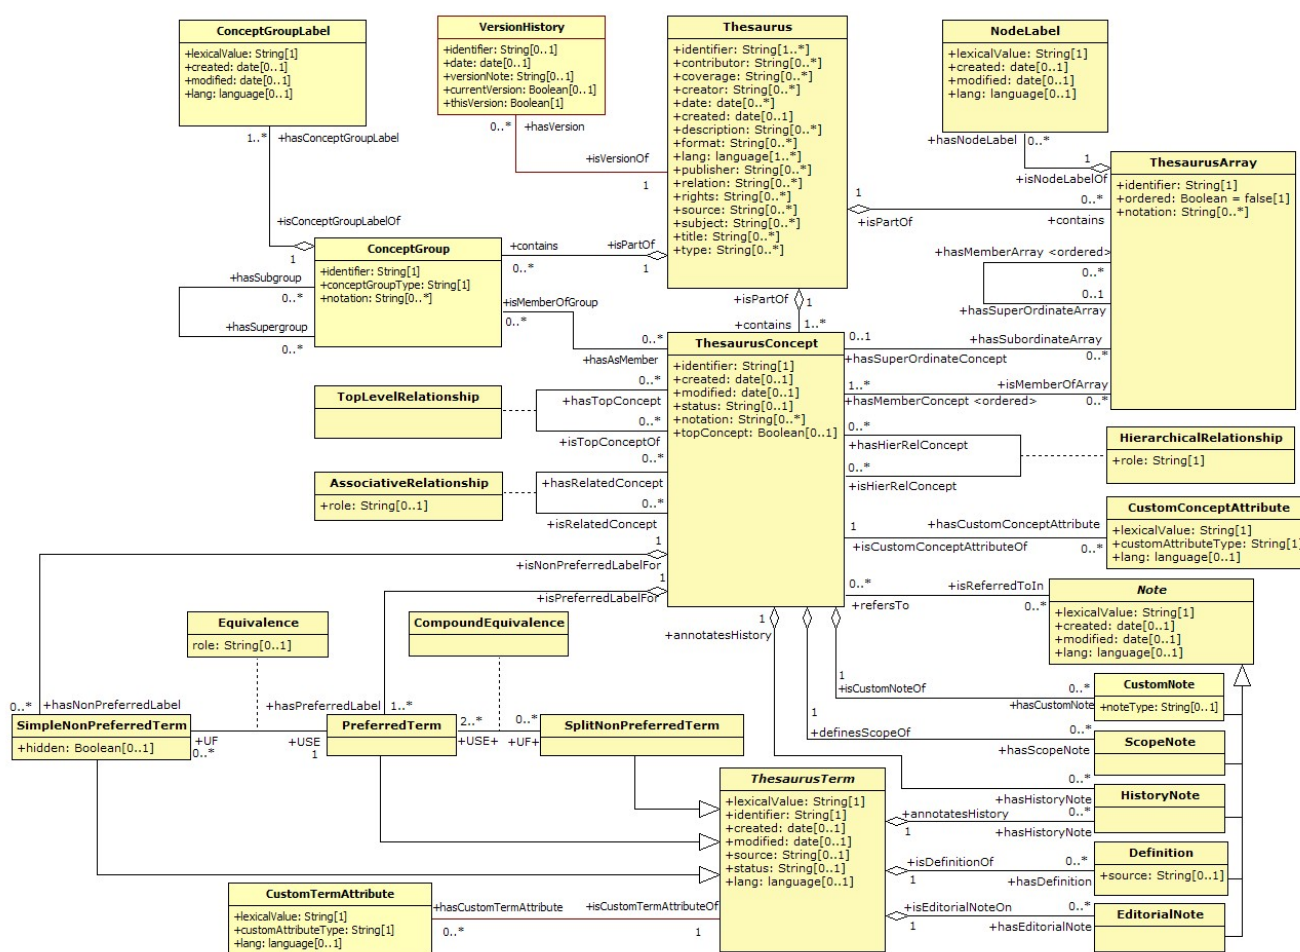 ConceptGroupLabel
+lexicalValue: String[1]
+created: date[0..1]
+modified: date[0..1]
+lang: language[0..1]
1..*
+hasConceptGroupLabel
+isConceptGroupLabelOf
1
VersionHistory
+identifier: String[0..1]
+date: date[0..1]
+versionNote: String[0..1]
+currentVersion: Boolean[0..1]
+thisVersion: Boolean[1]
0..*
+hasVersion
+isVersionOf
1
Thesaurus
+identifier: String[1..*]
+contributor: String[0..*]
+coverage: String[0..*]
+creator: String[0..*]
+date: date[0..*]
+created: date[0..1]
+description: String[0..*]
+format: String[0..*]
+lang: language[1..*]
+publisher: String[0..*]
+relation: String[0..*]
+rights: String[0..*]
+source: String[0..*]
+subject: String[0..*]
+title: String[0..*]
+type: String[0..*]
NodeLabel
+lexicalValue: String[1]
+created: date[0..1]
+modified: date[0..1]
+lang: language[0..1]
+hasNodeLabel
0..*
1
+isNodeLabelOf
ThesaurusArray
+identifier: String[1]
+ordered: Boolean = false[1]
+notation: String[0..*]
1
+isPartOf
0..*
+contains
+hasMemberArray <ordered>
0..*
0..1
+hasSuperOrdinateArray
ConceptGroup
+identifier: String[1]
+conceptGroupType: String[1]
+notation: String[0..*]
+contains
0..*
+isPartOf
1
+hasSubgroup
0..*
+hasSupergroup
0..*
+isMemberOfGroup
0..*
0..*
+hasAsMember
+isPartOf
1
+contains
1..*
ThesaurusConcept
+identifier: String[1]
+created: date[0..1]
+modified: date[0..1]
+status: String[0..1]
+notation: String[0..*]
+topConcept: Boolean[0..1]
0..1
+hasSubordinateArray
+hasSuperOrdinateConcept
0..*
1..*
+isMemberOfArray
+hasMemberConcept <ordered>
0..*
TopLevelRelationship
0..*
+hasTopConcept
0..*
+isTopConceptOf
0..*
+hasHierRelConcept
0..*
+isHierRelConcept
HierarchicalRelationship
+role: String[1]
AssociativeRelationship
+role: String[0..1]
0..*
+hasRelatedConcept
0..*
+isRelatedConcept
1
+hasCustomConceptAttribute
+isCustomConceptAttributeOf
0..*
CustomConceptAttribute
+lexicalValue: String[1]
+customAttributeType: String[1]
+lang: language[0..1]
1
+isNonPreferredLabelFor
1
+isPreferredLabelFor
0..*
+isReferredToIn
+refersTo
0..*
Note
+lexicalValue: String[1]
+created: date[0..1]
+modified: date[0..1]
+lang: language[0..1]
Equivalence
role: String[0..1]
CompoundEquivalence
1
+annotatesHistory
1
+isCustomNoteOf
0..*
+hasCustomNote
CustomNote
+noteType: String[0..1]
0..*
+hasNonPreferredLabel
+hasPreferredLabel
1..*
SimpleNonPreferredTerm
+hidden: Boolean[0..1]
+UF
0..*
+USE
1
PreferredTerm
2..*
+USE+
0..*
+UF+
SplitNonPreferredTerm
1
+definesScopeOf
0..*
+hasScopeNote
ScopeNote
0..*
+hasHistoryNote
HistoryNote
ThesaurusTerm
+lexicalValue: String[1]
+identifier: String[1]
+created: date[0..1]
+modified: date[0..1]
+source: String[0..1]
+status: String[0..1]
+lang: language[0..1]
+annotatesHistory
1
0..*
+hasHistoryNote
+isDefinitionOf
1
0..*
+hasDefinition
Definition
+source: String[0..1]
+isEditorialNoteOn
1
0..*
+hasEditorialNote
EditorialNote
CustomTermAttribute
+lexicalValue: String[1]
+customAttributeType: String[1]
+lang: language[0..1]
+hasCustomTermAttribute
0..*
+isCustomTermAttributeOf
1